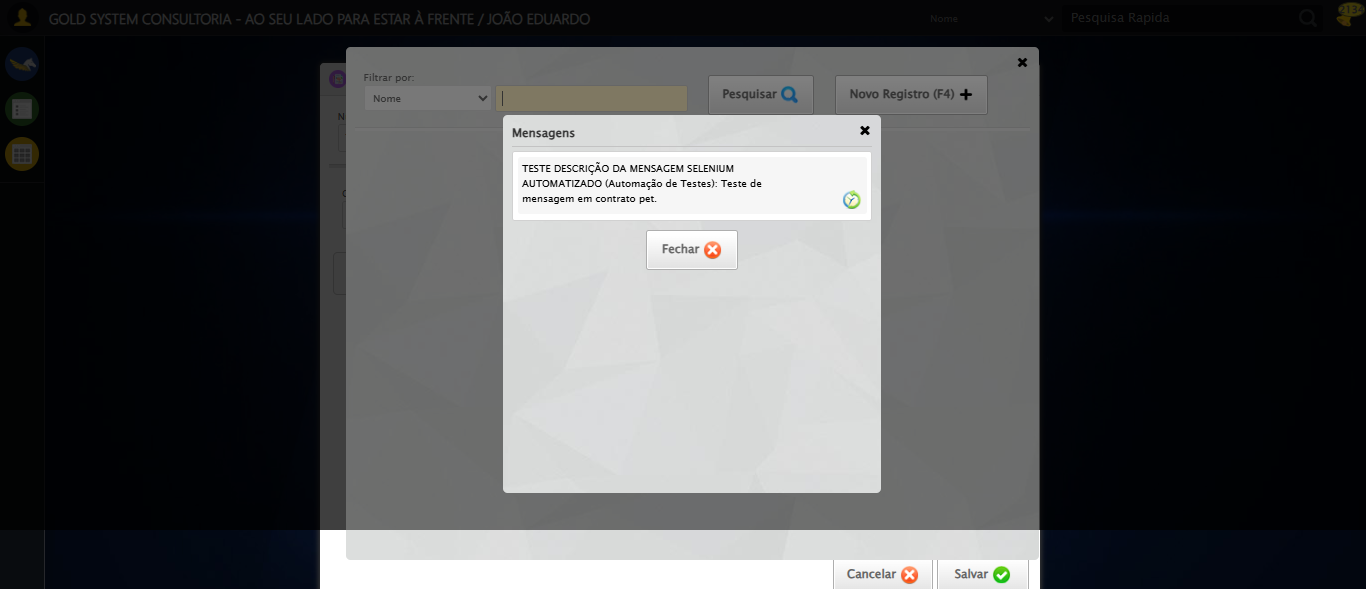 GOLD SYSTEM CONSULTORIA - AO SEU LADO PARA ESTAR À FRENTE / JOÃO EDUARDO
Nome
Pesquisa Rapida
Filtrar por:
Nome
Pesquisar
Novo Registro (F4)
Mensagens
TESTE DESCRIÇÃO DA MENSAGEM SELENIUM
AUTOMATIZADO (Automação de Testes): Teste de
mensagem em contrato pet.
Fechar
Cancelar
Salvar